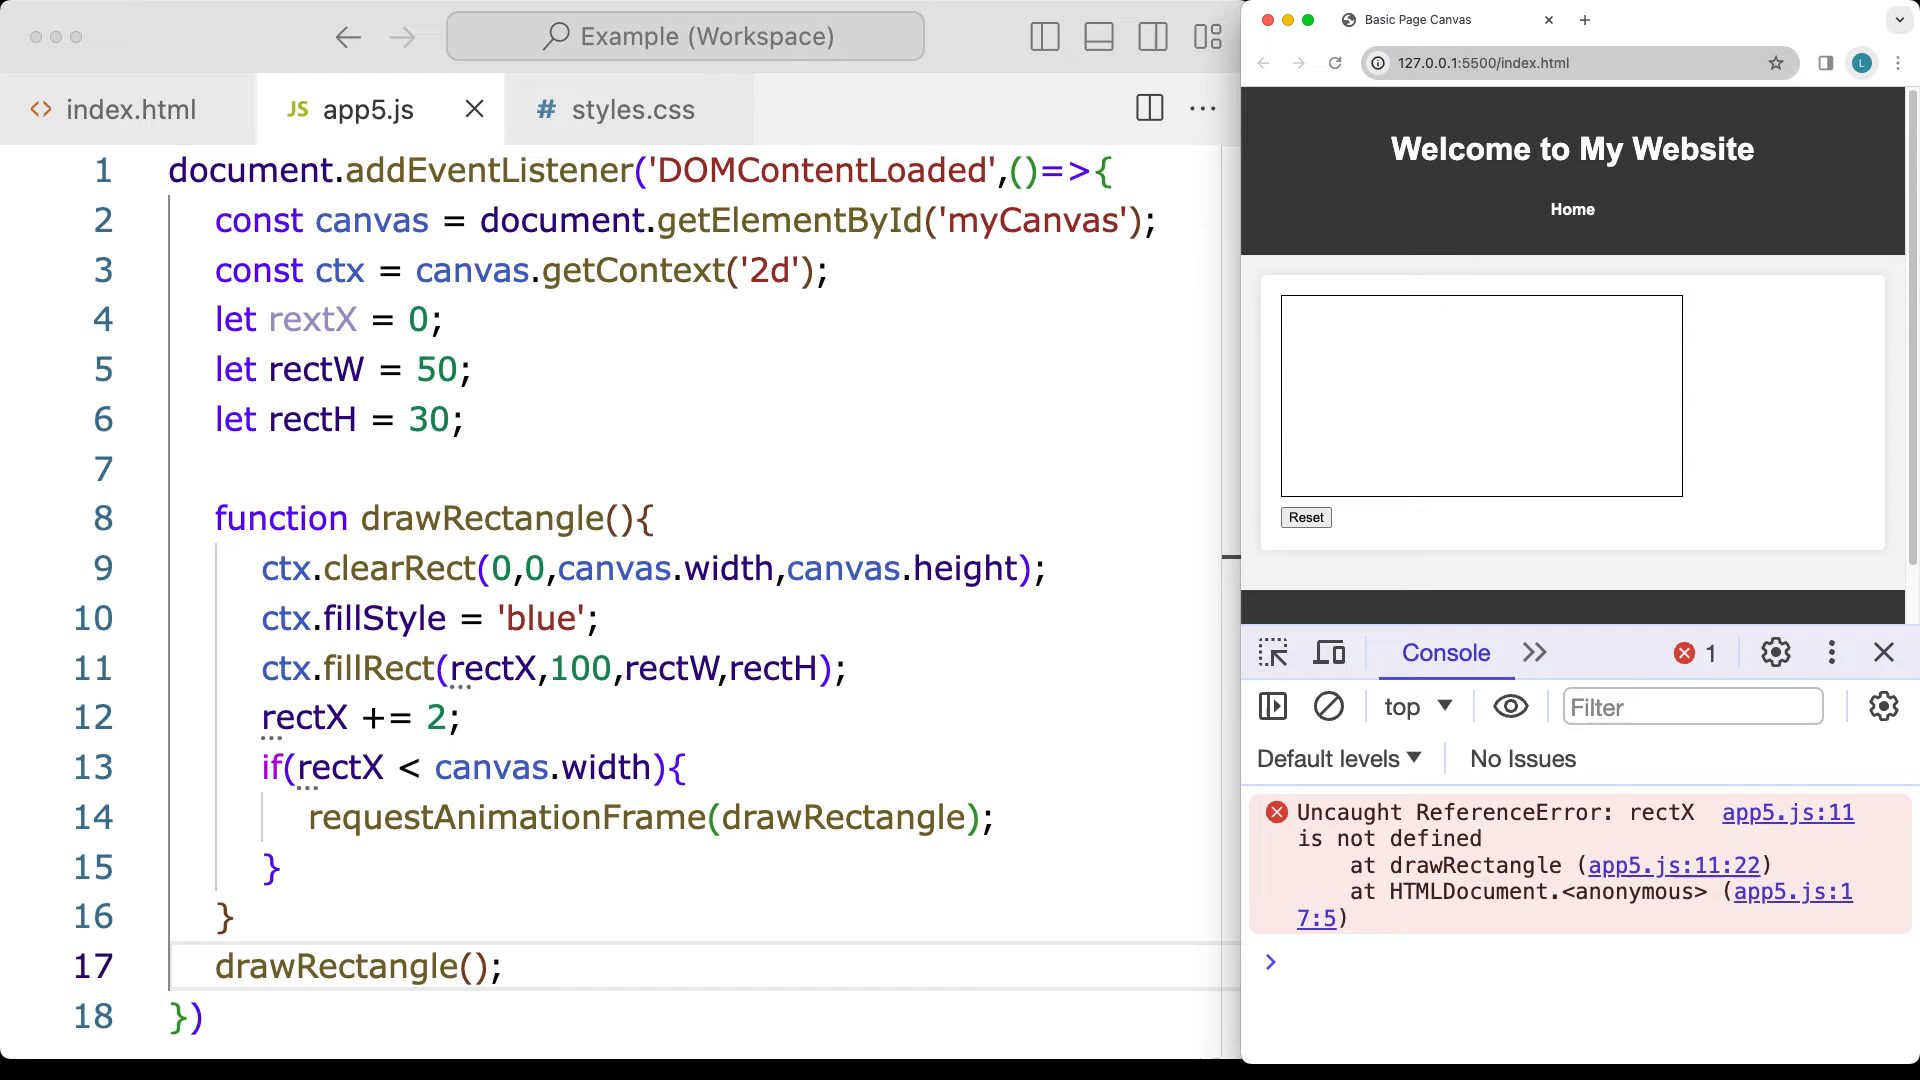 Example (Workspace)
index.html
JS app5.js
# styles.css
1 document.addEventListener('DOMContentLoaded',()=>{
2 const canvas = document.getElementById('myCanvas');
3 const ctx = canvas.getContext('2d');
4 let rextX = 0;
5 let rectW = 50;
6 let rectH = 30;
7
8 function drawRectangle(){
9 ctx.clearRect(0,0,canvas.width,canvas.height);
10 ctx.fillStyle = 'blue';
11 ctx.fillRect(rectX,100,rectW,rectH);
12 rectX += 2;
13 if(rectX < canvas.width){
14 requestAnimationFrame(drawRectangle);
15 }
16 }
17 drawRectangle();
18 })
Basic Page Canvas
127.0.0.1:5500/index.html
L
Welcome to My Website
Home
Reset
Console
1
top
Filter
Default levels
No Issues
Uncaught ReferenceError: rectX app5.js:11
is not defined
at drawRectangle (app5.js:11:22)
at HTMLDocument.<anonymous> (app5.js:1
7:5)